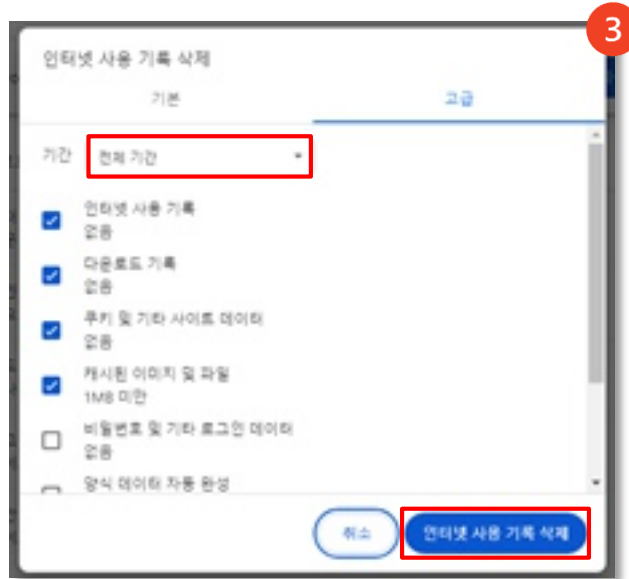 3
인터넷 사용 기록 삭제
기본 고급
기간 전체 기간
인터넷 사용 기록
없음
다운로드 기록
없음
쿠키 및 기타 사이트 데이터
없음
캐시된 이미지 및 파일
1MB 미만
비밀번호 및 기타 로그인 데이터
없음
양식 데이터 자동 완성
취소 인터넷 사용 기록 삭제